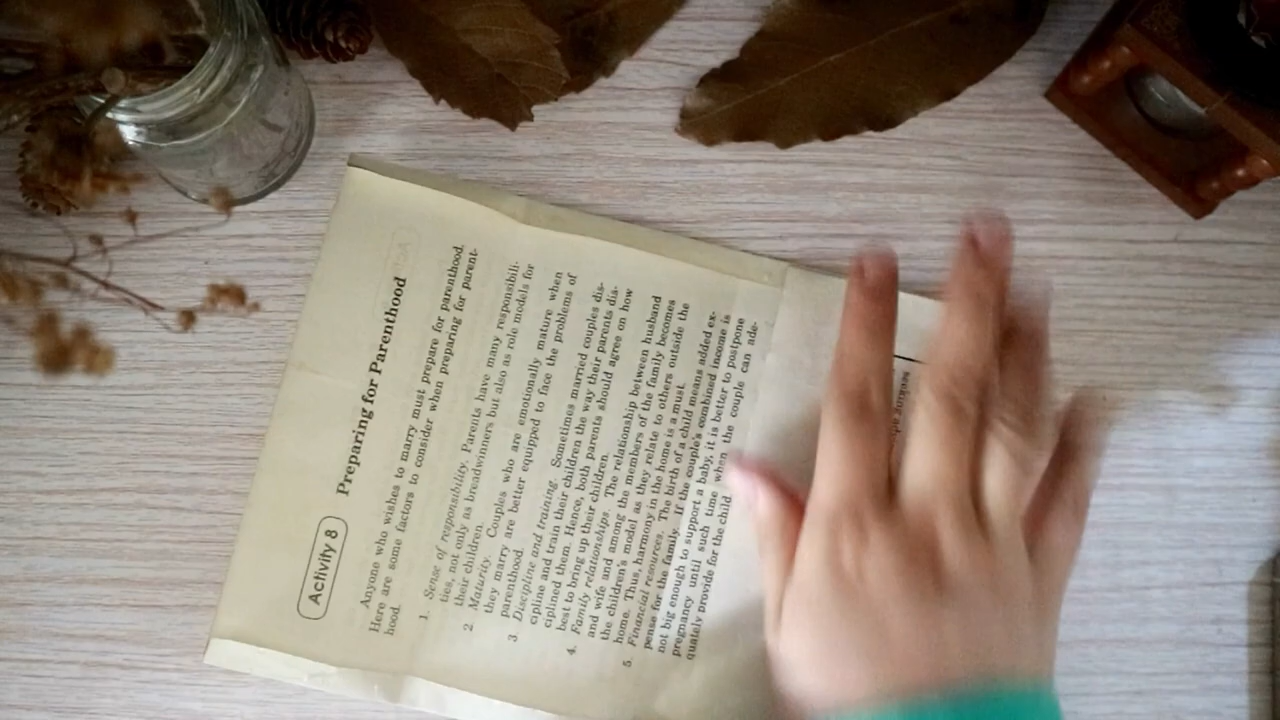 Activity 8
Preparing for Parenthood
Anyone who wishes to marry must prepare for parenthood.
Here are some factors to consider when preparing for parent-
hood.
1. Sense of responsibility. Parents have many responsibili-
ties, not only as breadwinners but also as role models for
their children.
2. Maturity. Couples who are emotionally mature when
they marry are better equipped to face the problems of
parenthood.
3. Discipline and training. Sometimes married couples dis-
cipline and train their children the way their parents dis-
ciplined them. Hence, both parents should agree on how
best to bring up their children.
4. Family relationships. The relationship between husband
and wife and among the members of the family becomes
the children's model as they relate to others outside the
home. Thus, harmony in the home is a must.
5. Financial resources. The birth of a child means added ex-
pense for the family. If the couple's combined income is
not big enough to support a baby, it is better to postpone
pregnancy until such time when the couple can ade-
quately provide for the child.